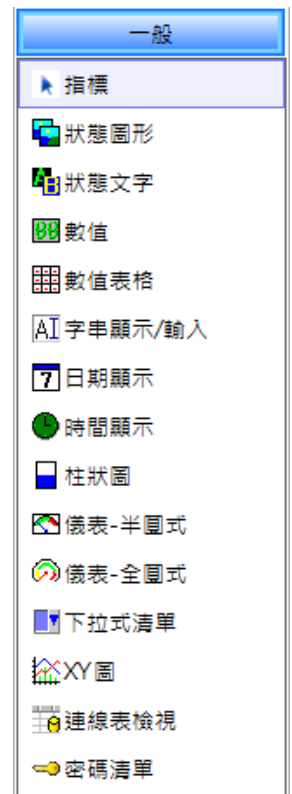 一般
指標
狀態圖形
狀態文字
數值
數值表格
字串顯示/輸入
日期顯示
時間顯示
柱狀圖
儀表-半圓式
儀表-全圓式
下拉式清單
XY圖
連線表檢視
密碼清單